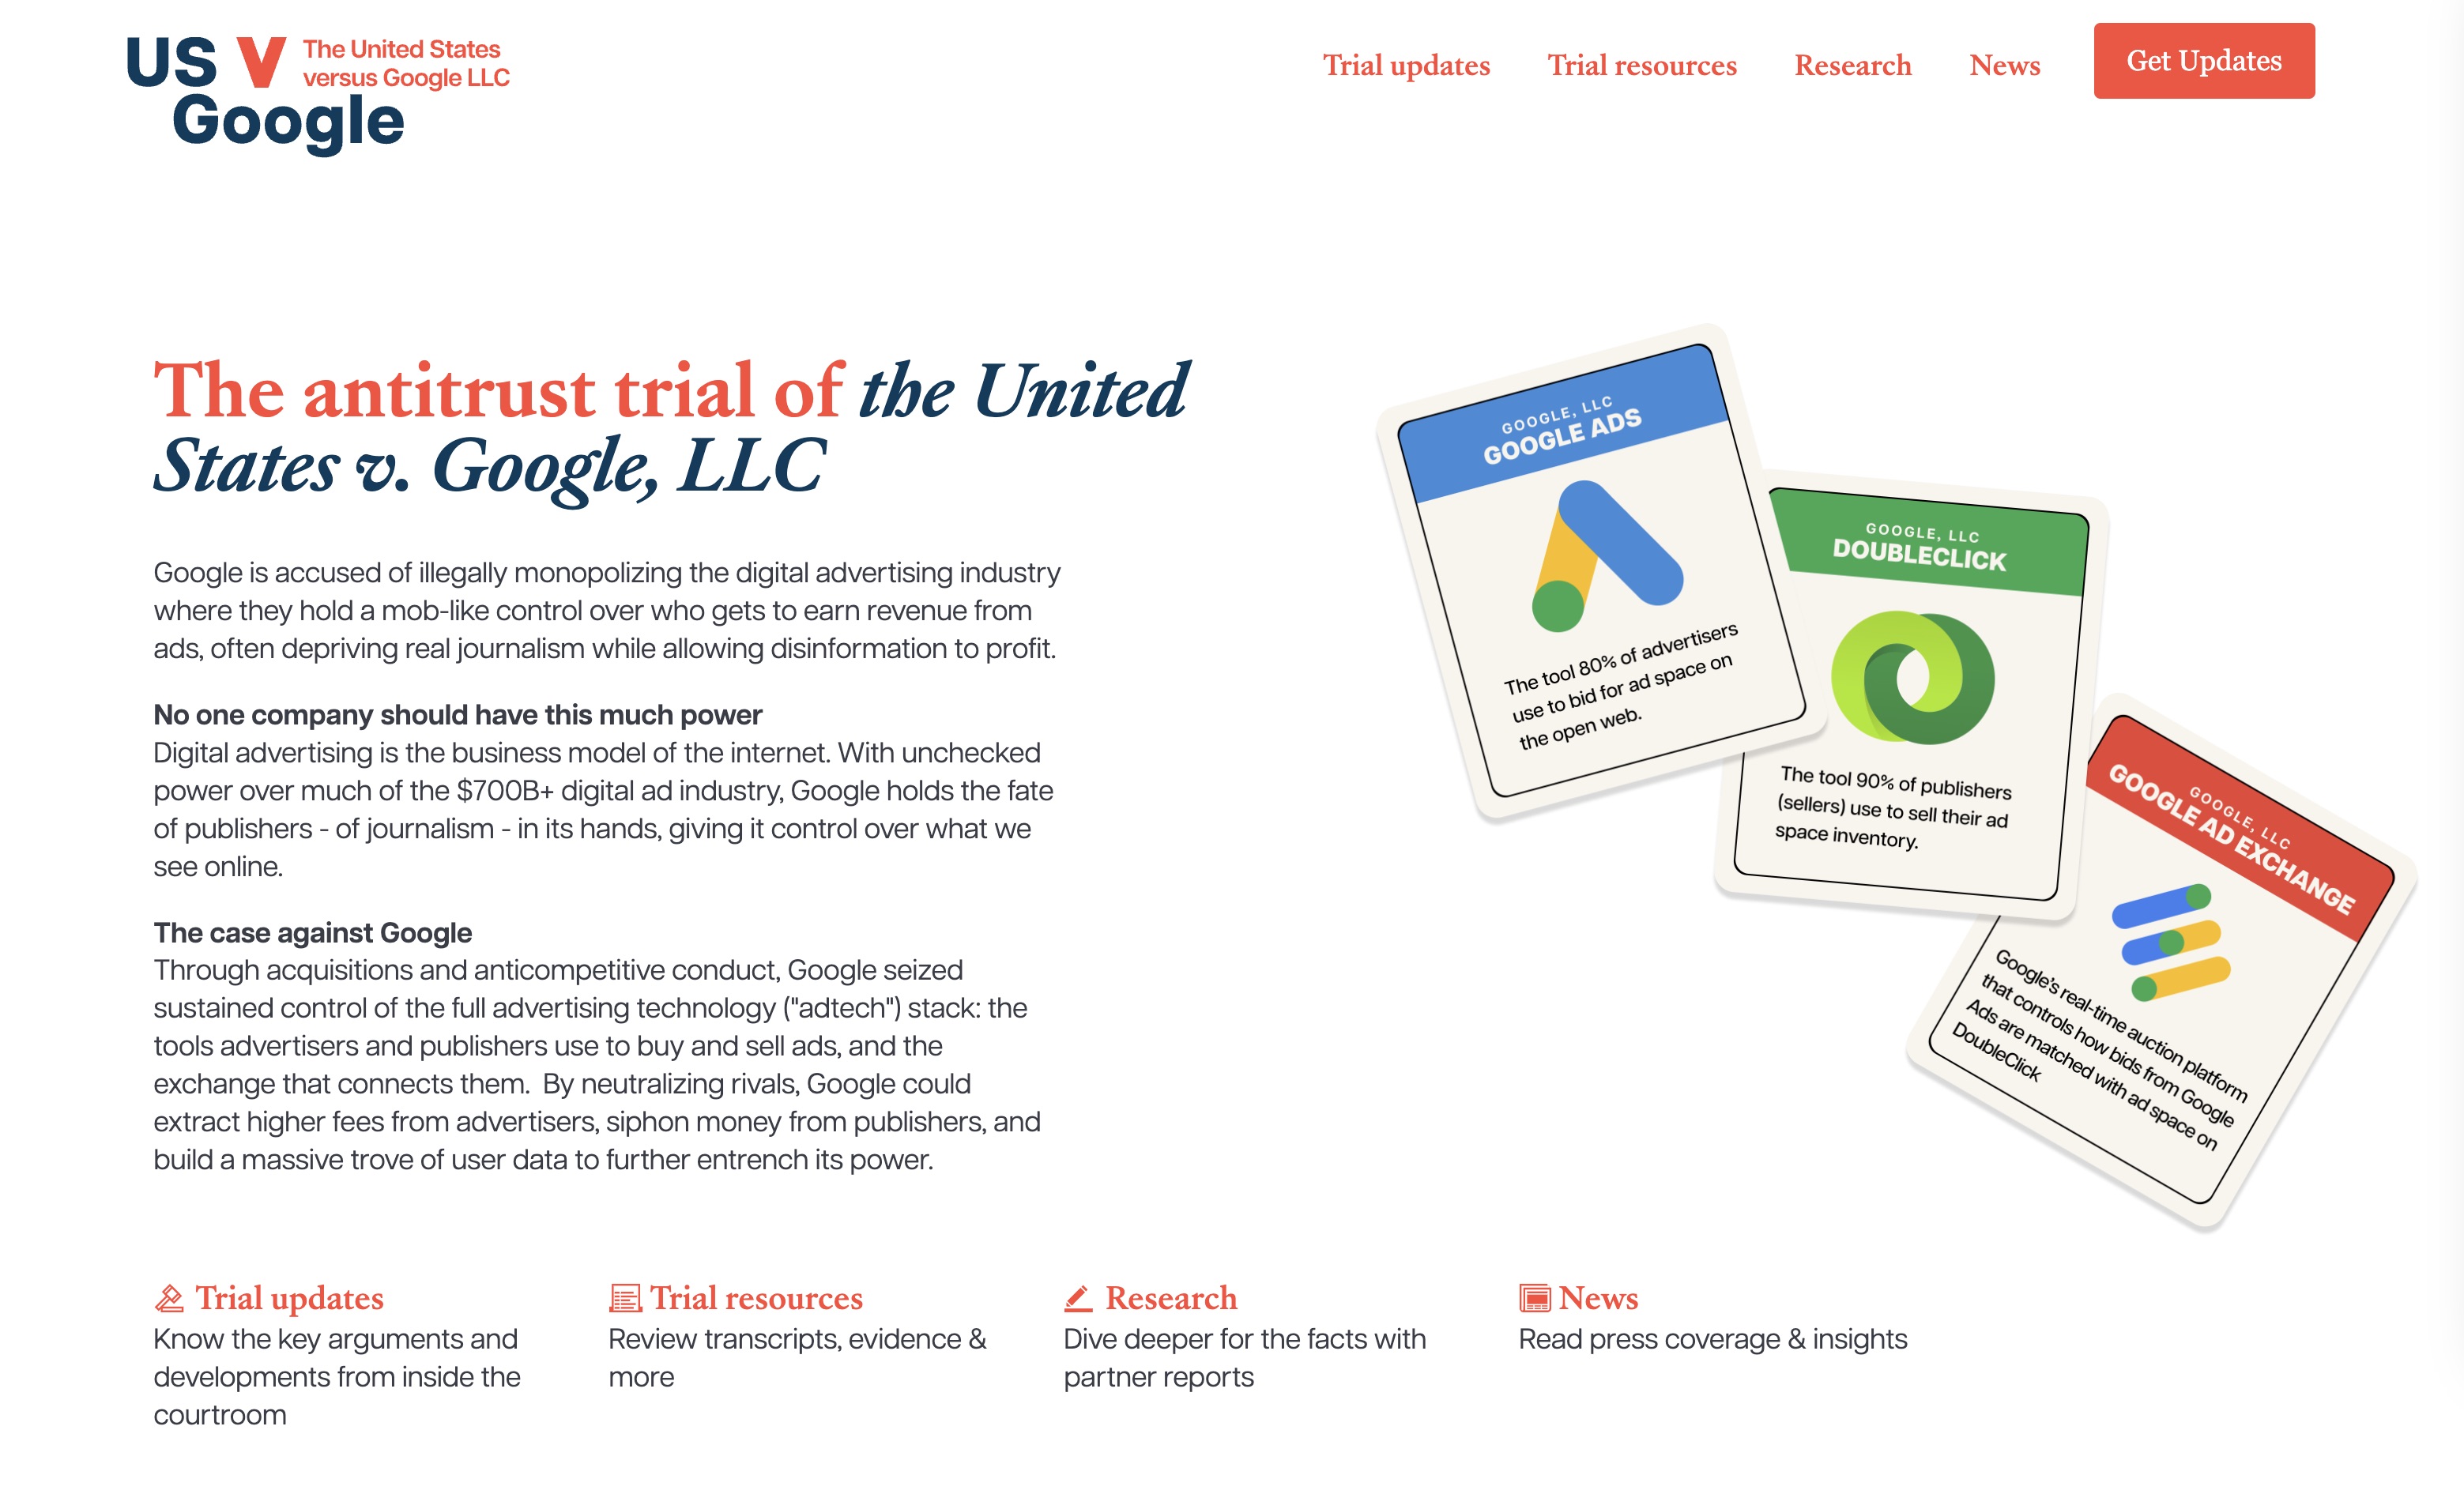 US V The United States
versus Google LLC
Google
Trial updates
Trial resources
Research
News
Get Updates
The antitrust trial of the United
States v. Google, LLC
Google is accused of illegally monopolizing the digital advertising industry
where they hold a mob-like control over who gets to earn revenue from
ads, often depriving real journalism while allowing disinformation to profit.
No one company should have this much power
Digital advertising is the business model of the internet. With unchecked
power over much of the $700B+ digital ad industry, Google holds the fate
of publishers - of journalism - in its hands, giving it control over what we
see online.
The case against Google
Through acquisitions and anticompetitive conduct, Google seized
sustained control of the full advertising technology ("adtech") stack: the
tools advertisers and publishers use to buy and sell ads, and the
exchange that connects them.  By neutralizing rivals, Google could
extract higher fees from advertisers, siphon money from publishers, and
build a massive trove of user data to further entrench its power.
GOOGLE, LLC
GOOGLE ADS
The tool 80% of advertisers
use to bid for ad space on
the open web.
GOOGLE, LLC
DOUBLECLICK
The tool 90% of publishers
(sellers) use to sell their ad
space inventory.
GOOGLE, LLC
GOOGLE AD EXCHANGE
Google's real-time auction platform
that controls how bids from Google
Ads are matched with ad space on
DoubleClick
Trial updates
Know the key arguments and
developments from inside the
courtroom
Trial resources
Review transcripts, evidence &
more
Research
Dive deeper for the facts with
partner reports
News
Read press coverage & insights